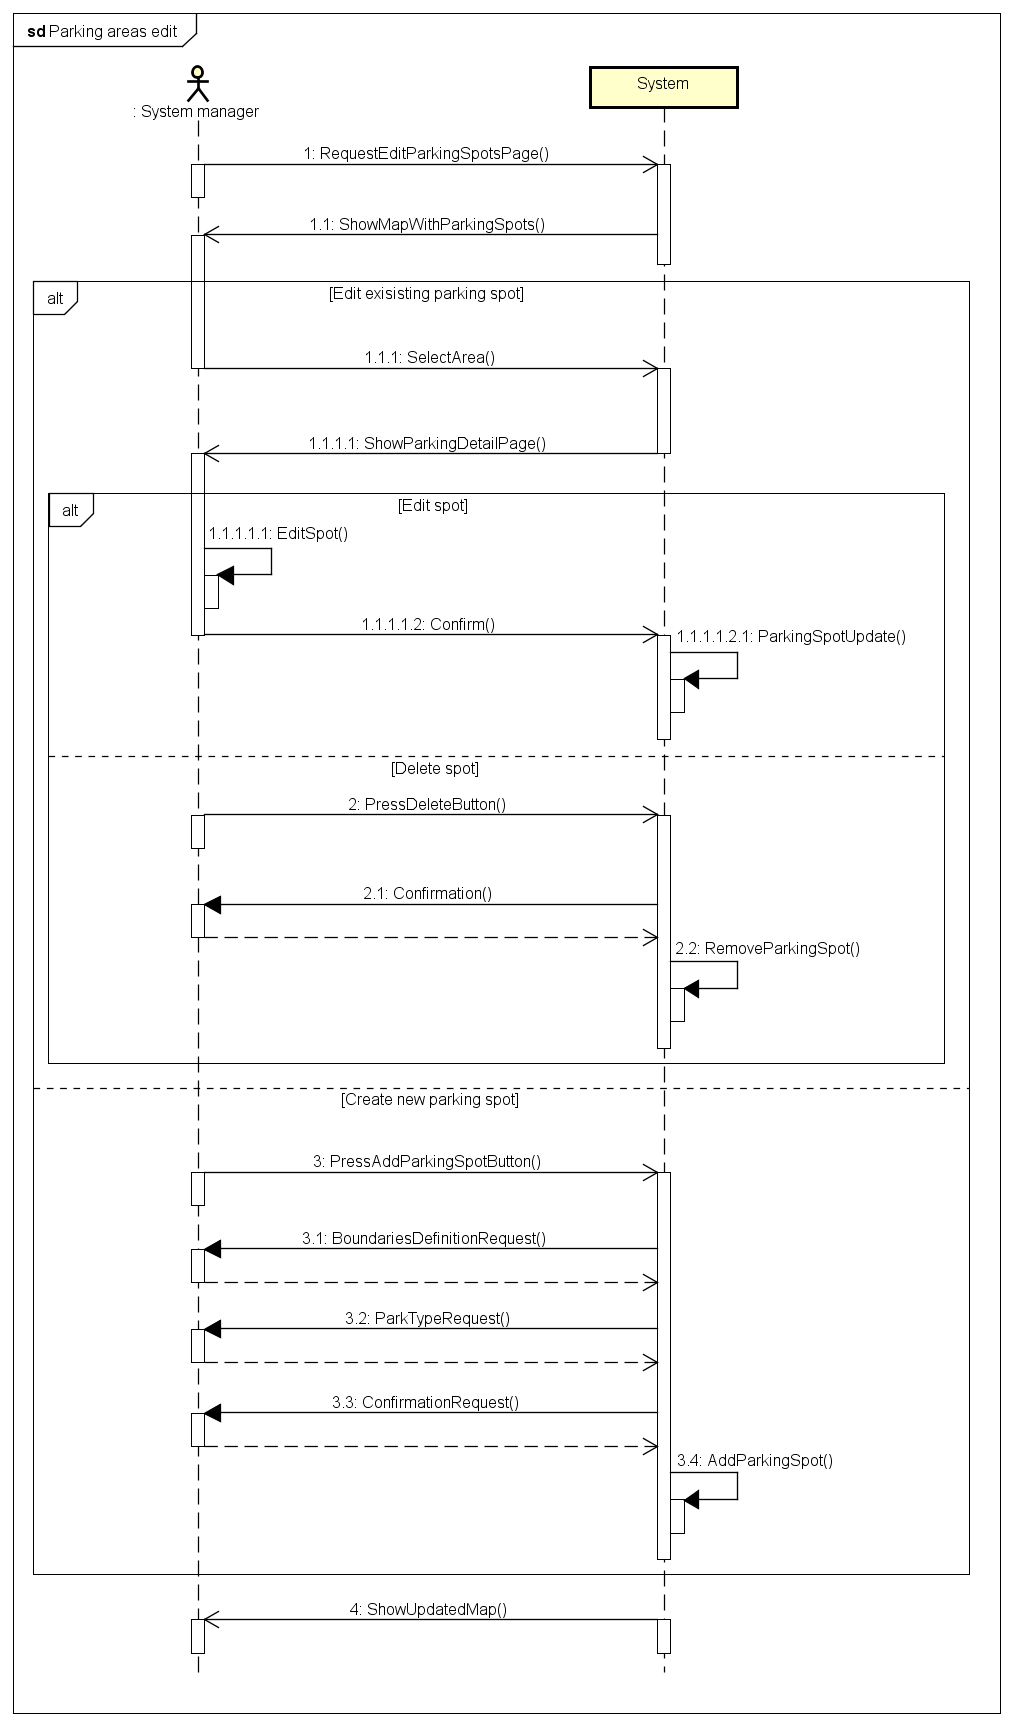 sd Parking areas edit
: System manager
System
1: RequestEditParkingSpotsPage()
1.1: ShowMapWithParkingSpots()
alt
[Edit exisisting parking spot]
1.1.1: SelectArea()
1.1.1.1: ShowParkingDetailPage()
alt
[Edit spot]
1.1.1.1.1: EditSpot()
1.1.1.1.2: Confirm()
1.1.1.1.2.1: ParkingSpotUpdate()
[Delete spot]
2: PressDeleteButton()
2.1: Confirmation()
2.2: RemoveParkingSpot()
[Create new parking spot]
3: PressAddParkingSpotButton()
3.1: BoundariesDefinitionRequest()
3.2: ParkTypeRequest()
3.3: ConfirmationRequest()
3.4: AddParkingSpot()
4: ShowUpdatedMap()